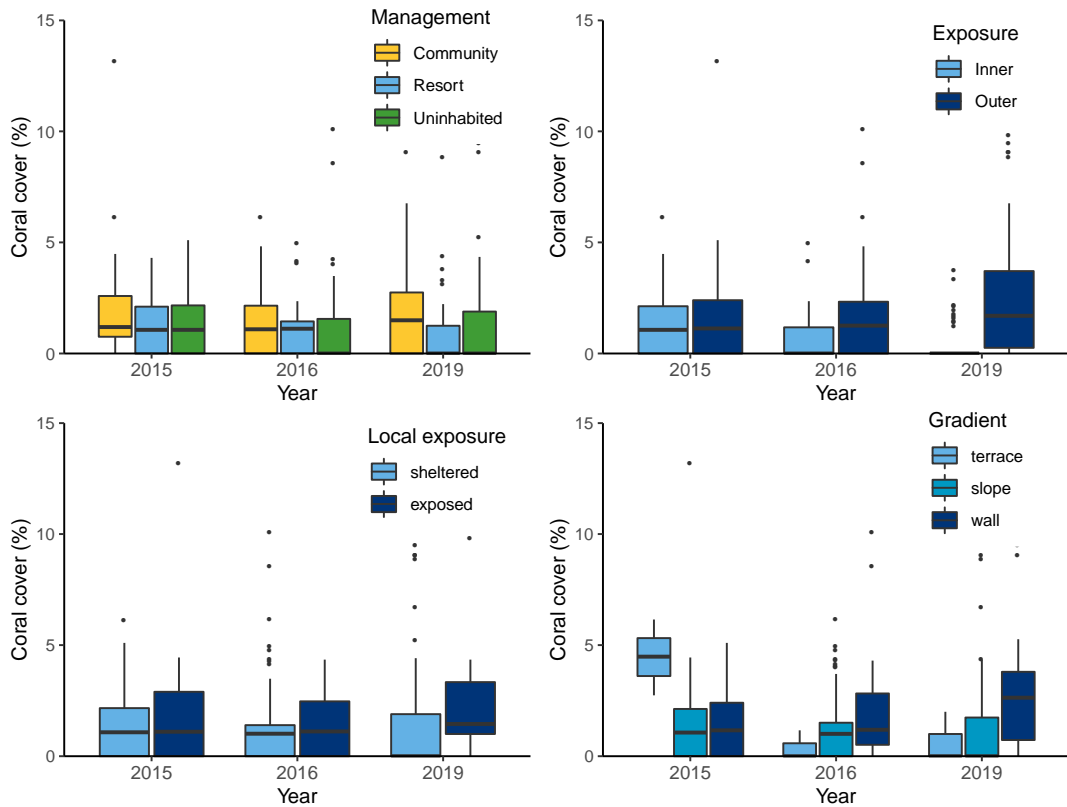 15
10
5
0
Coral cover (%)
Management
Community
Resort
Uninhabited
2015 2016 2019
Year
15
10
5
0
Coral cover (%)
Exposure
Inner
Outer
2015 2016 2019
Year
15
10
5
0
Coral cover (%)
Local exposure
sheltered
exposed
2015 2016 2019
Year
15
10
5
0
Coral cover (%)
Gradient
terrace
slope
wall
2015 2016 2019
Year